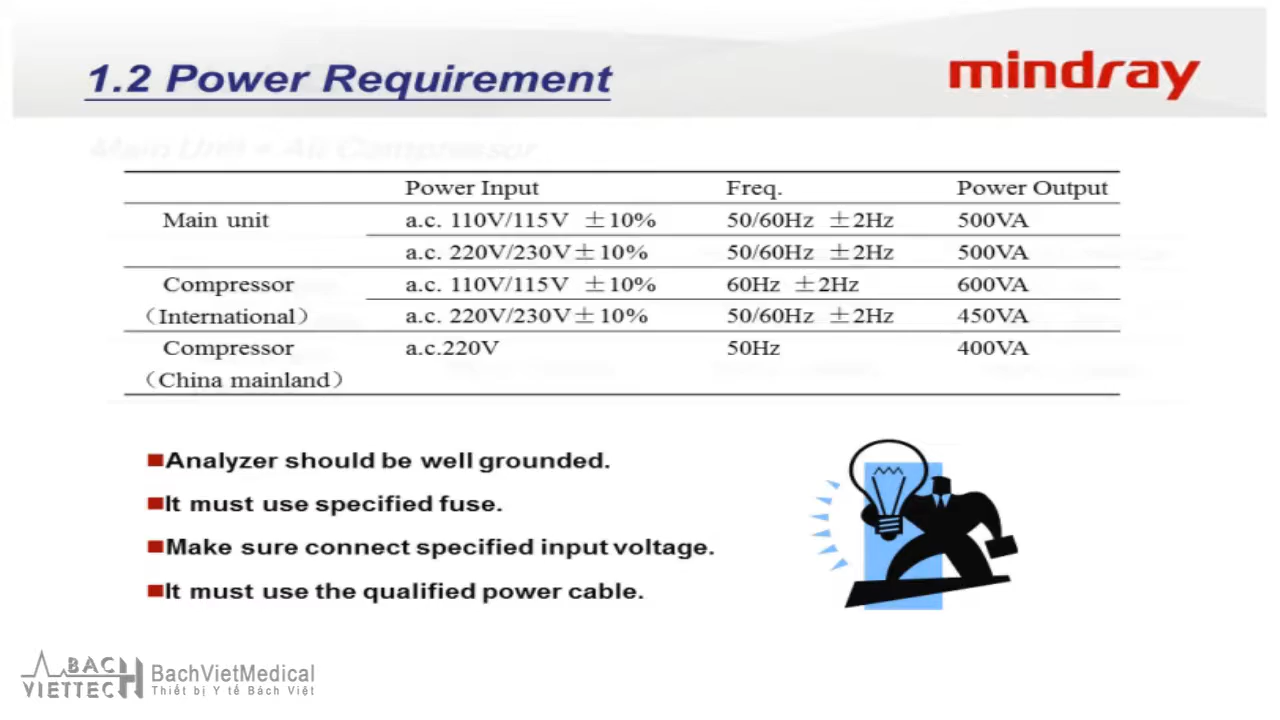 1.2 Power Requirement
mindray
Main Unit + Air Compressor
Power Input Freq. Power Output
Main unit a.c. 110V/115V ±10% 50/60Hz ±2Hz 500VA
a.c. 220V/230V±10% 50/60Hz ±2Hz 500VA
Compressor a.c. 110V/115V ±10% 60Hz ±2Hz 600VA
（International） a.c. 220V/230V±10% 50/60Hz ±2Hz 450VA
Compressor a.c.220V 50Hz 400VA
（China mainland）
■Analyzer should be well grounded.
■It must use specified fuse.
■Make sure connect specified input voltage.
■It must use the qualified power cable.
BACH
VIETTECH
BachVietMedical
Thiết bị Y tế Bách Việt